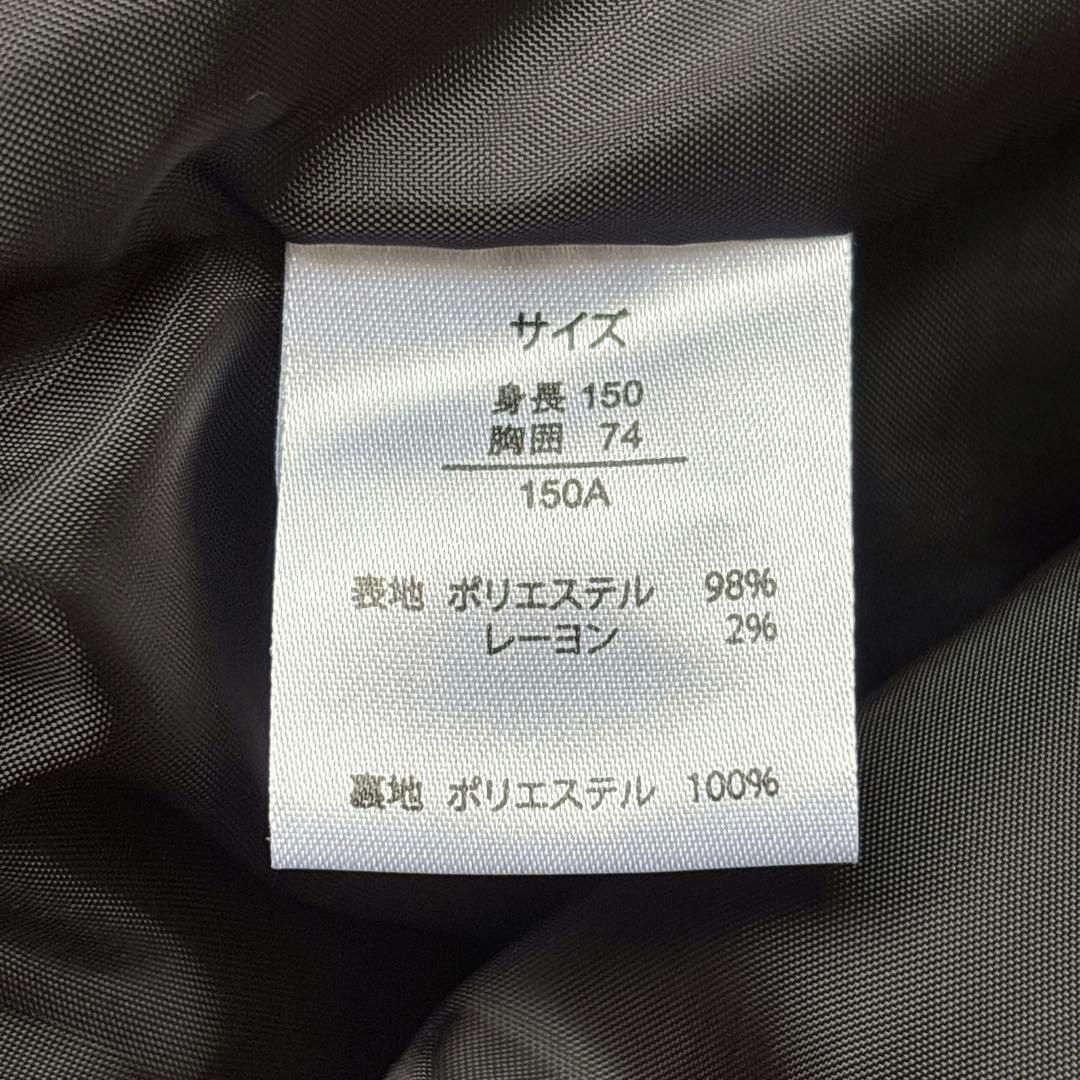 サイズ
身長 150
胸囲 74
150A
表地 ポリエステル 98%
レーヨン 2%
裏地 ポリエステル 100%